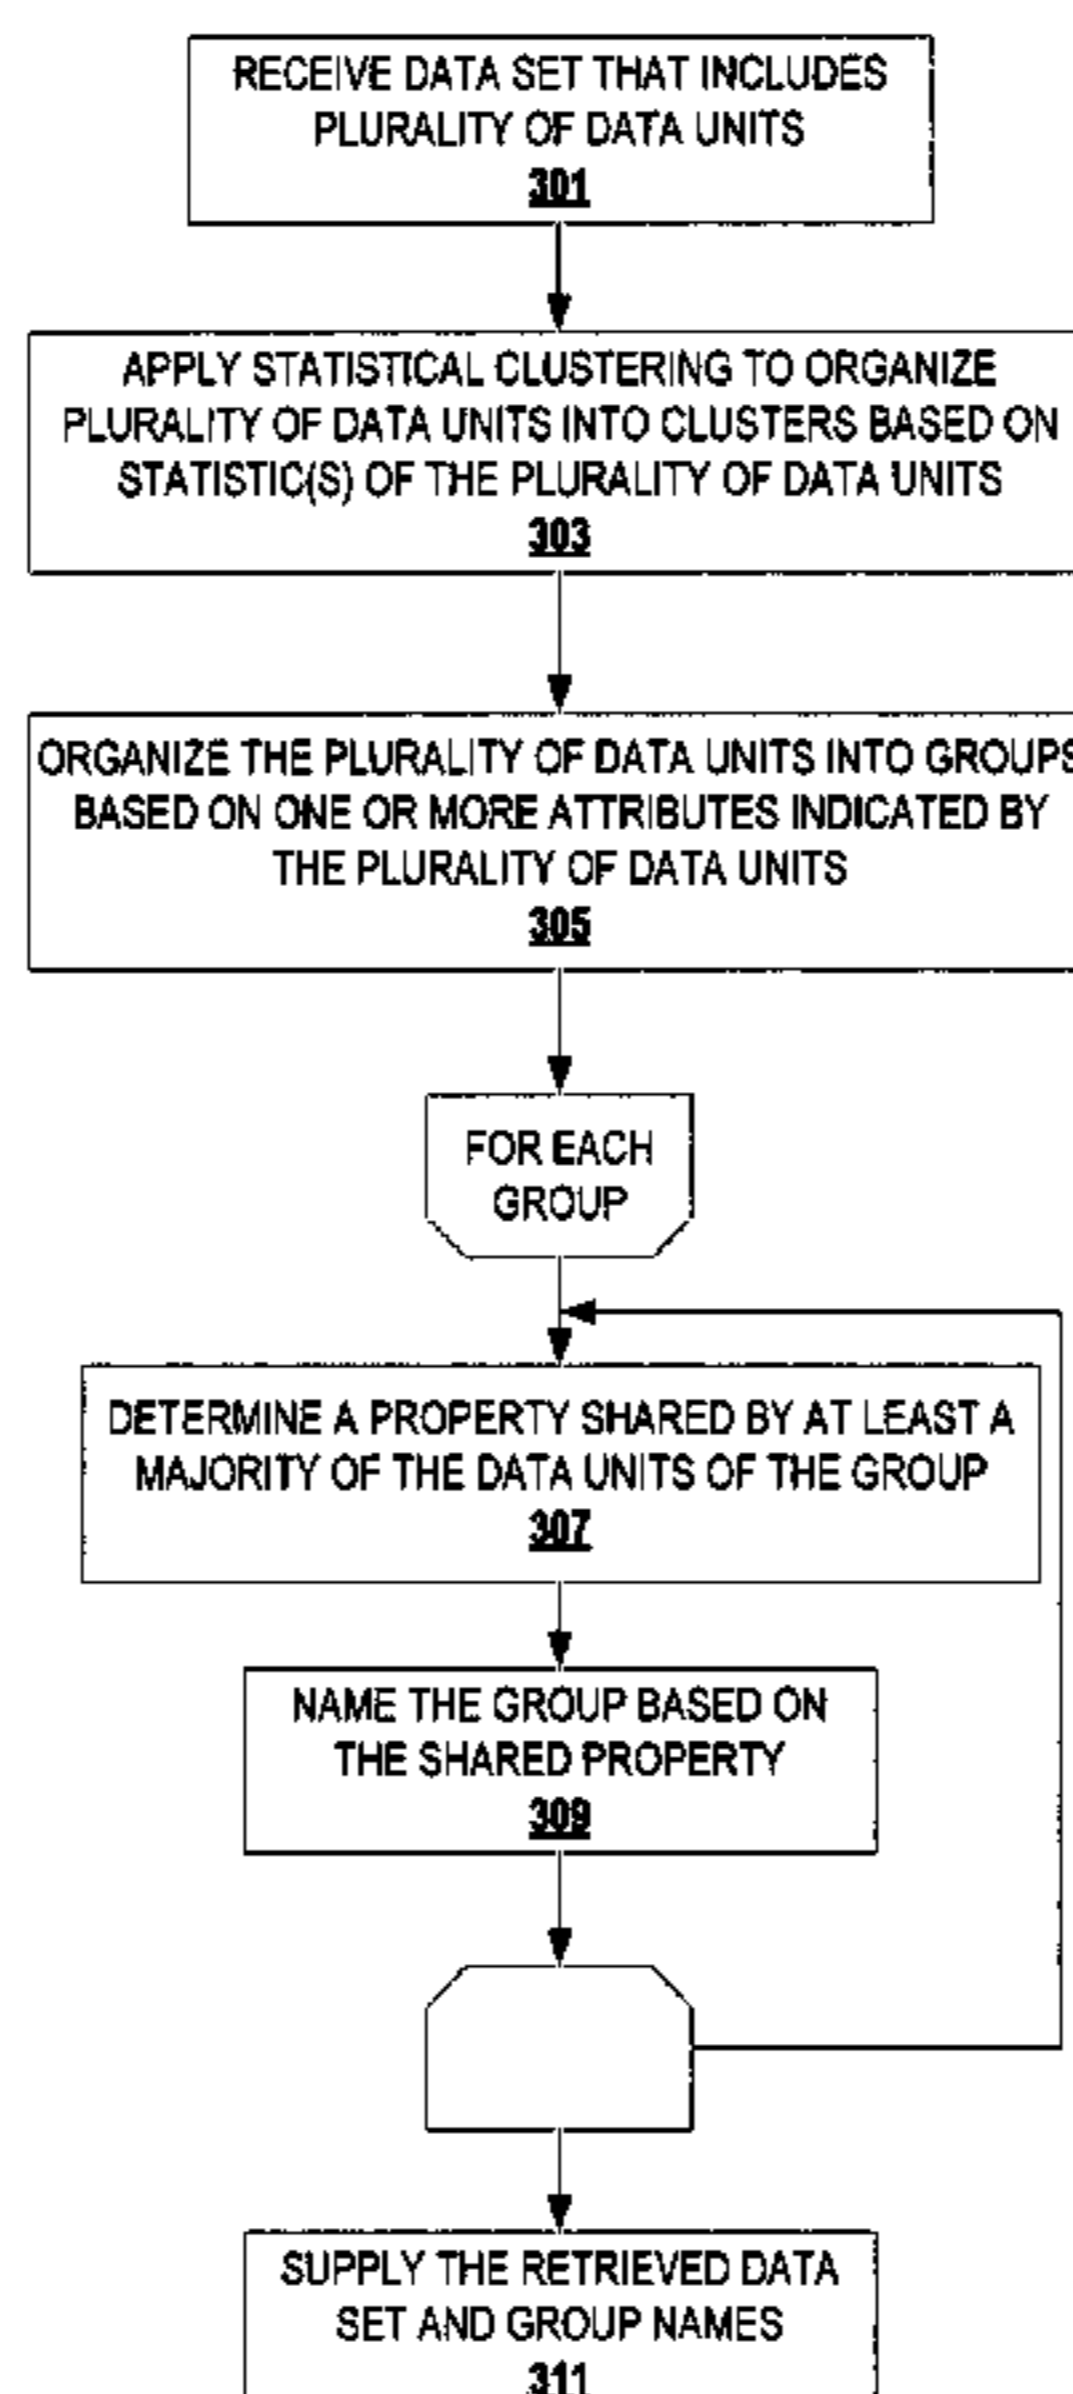 RECEIVE DATA SET THAT INCLUDES
PLURALITY OF DATA UNITS
301
APPLY STATISTICAL CLUSTERING TO ORGANIZE
PLURALITY OF DATA UNITS INTO CLUSTERS BASED ON
STATISTIC(S) OF THE PLURALITY OF DATA UNITS
303
ORGANIZE THE PLURALITY OF DATA UNITS INTO GROUPS
BASED ON ONE OR MORE ATTRIBUTES INDICATED BY
THE PLURALITY OF DATA UNITS
305
FOR EACH
GROUP
DETERMINE A PROPERTY SHARED BY AT LEAST A
MAJORITY OF THE DATA UNITS OF THE GROUP
307
NAME THE GROUP BASED ON
THE SHARED PROPERTY
309
SUPPLY THE RETRIEVED DATA
SET AND GROUP NAMES
311